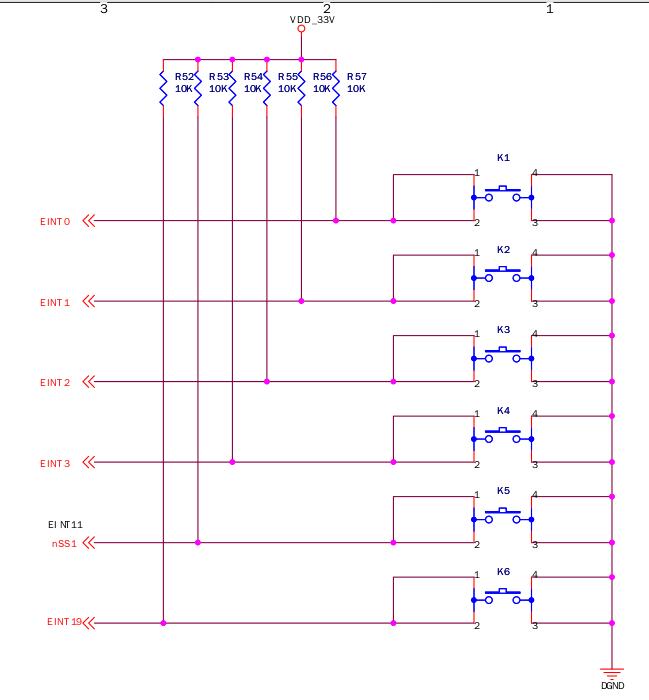 3 2 1
VDD_33V
R52 R53 R54 R55 R56 R57
10K 10K 10K 10K 10K 10K
K1
1 4
EINT0 2 3
K2
1 4
EINT1 2 3
K3
1 4
EINT2 2 3
K4
1 4
EINT3 2 3
K5
1 4
EINT11
nSS1 2 3
K6
1 4
EINT19 2 3
DGND